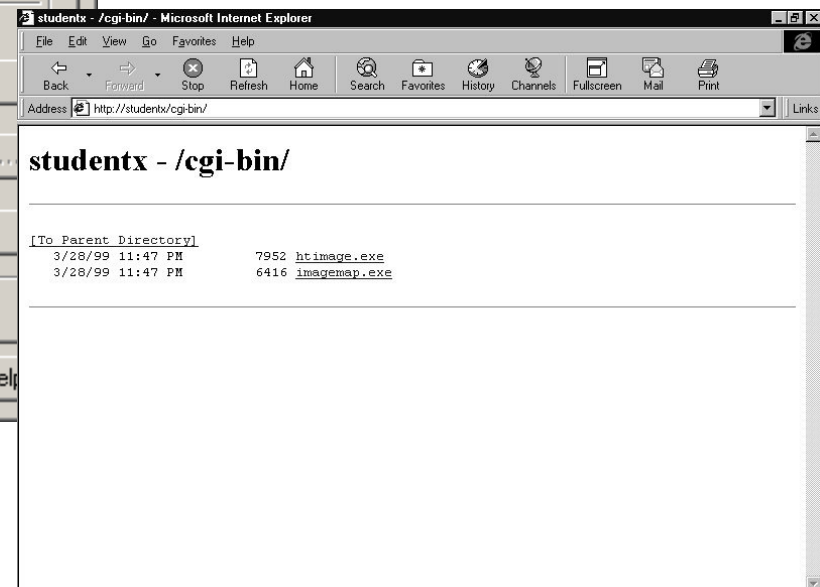 studentx - /cgi-bin/ - Microsoft Internet Explorer
File Edit View Go Favorites Help
Back Forward Stop Refresh Home Search Favorites History Channels Fullscreen Mail Print
Address http://studentx/cgi-bin/ Links
studentx - /cgi-bin/
[To Parent Directory]
3/28/99 11:47 PM 7952 htimage.exe
3/28/99 11:47 PM 6416 imagemap.exe